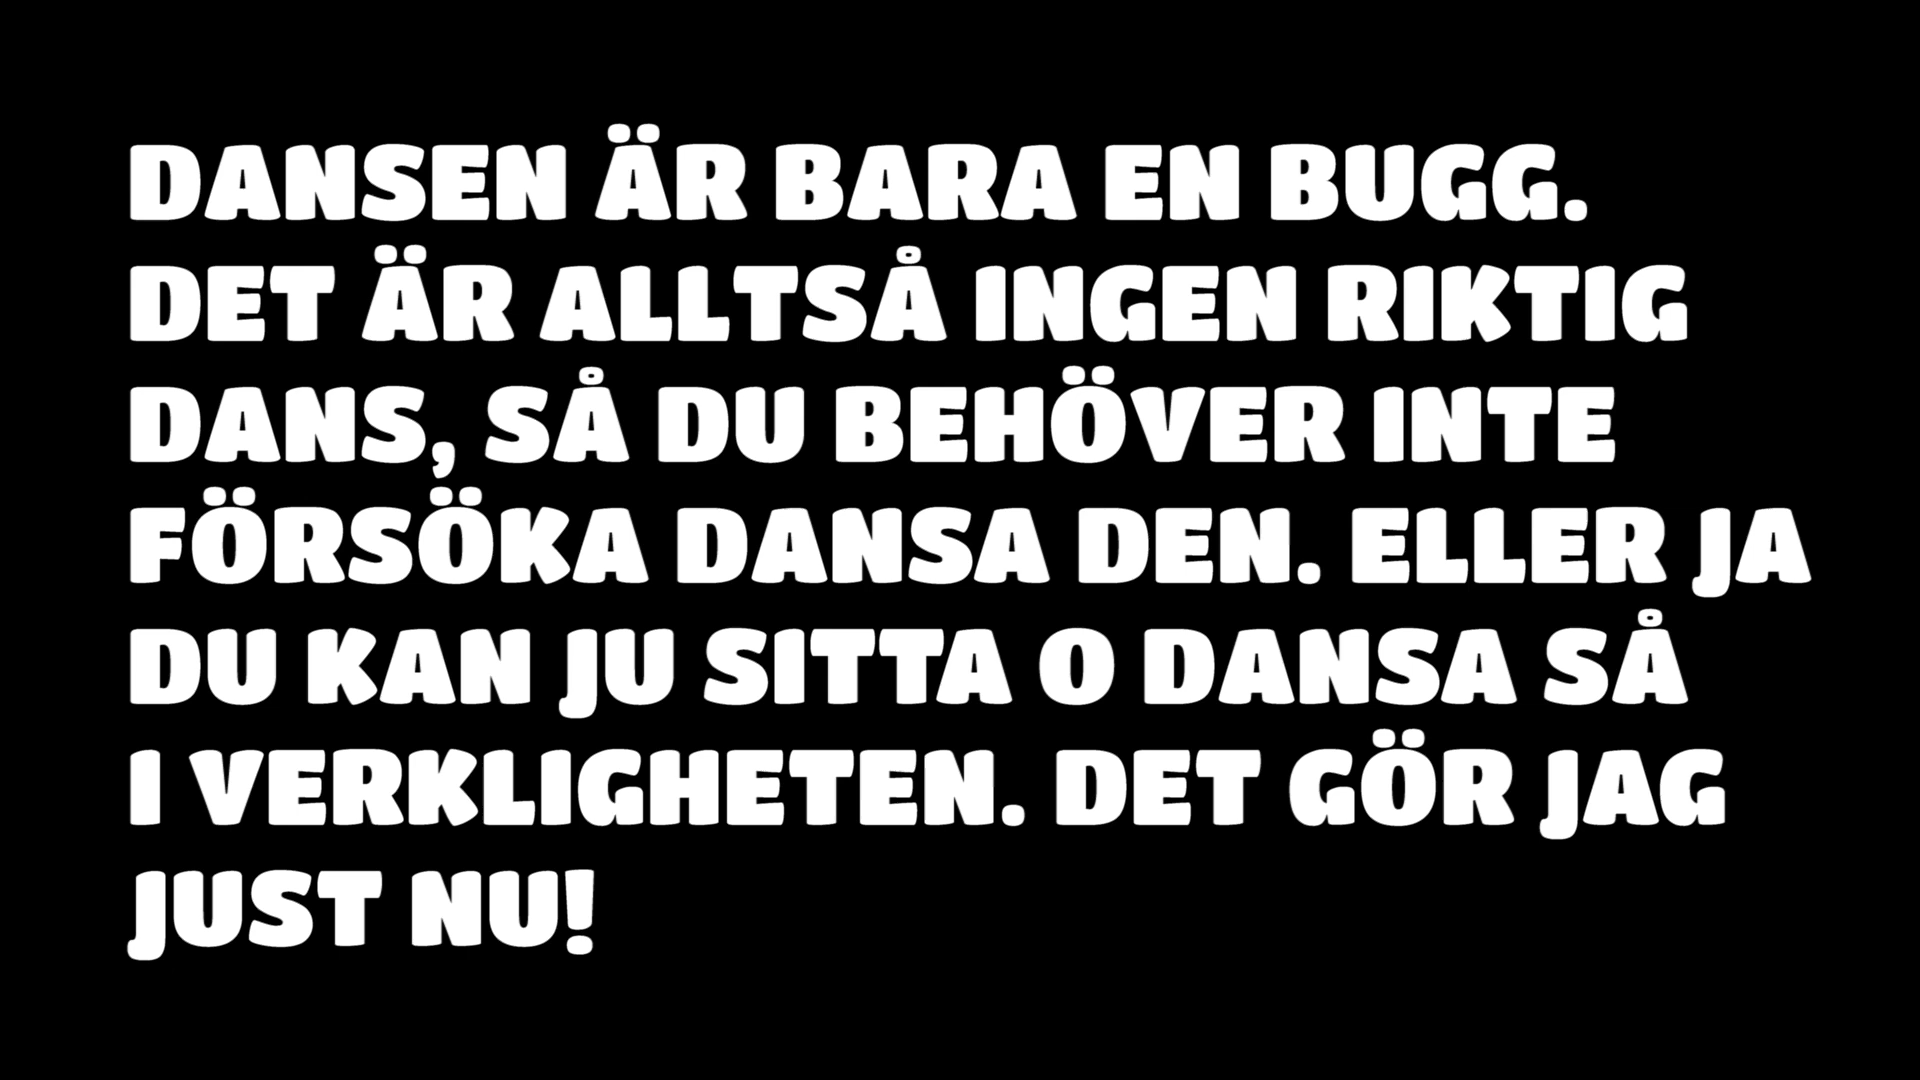 DANSEN ÄR BARA EN BUGG.
DET ÄR ALLTSÅ INGEN RIKTIG
DANS, SÅ DU BEHÖVER INTE
FÖRSÖKA DANSA DEN. ELLER JA
DU KAN JU SITTA O DANSA SÅ
I VERKLIGHETEN. DET GÖR JAG
JUST NU!